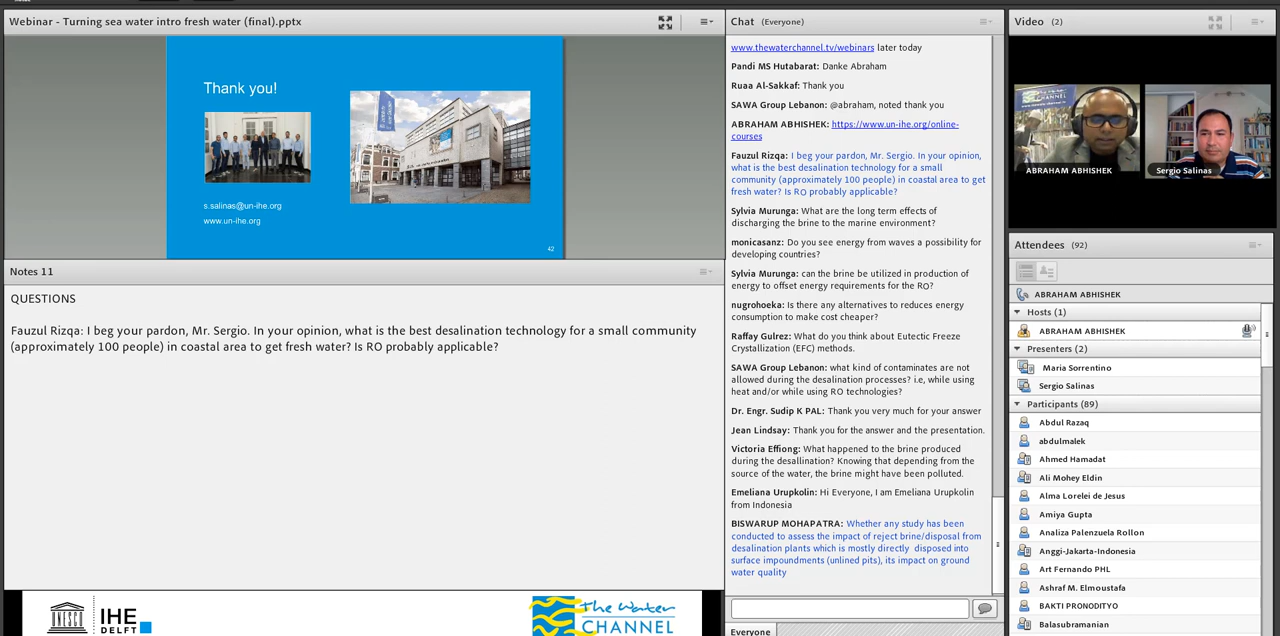 Webinar - Turning sea water intro fresh water (final).pptx
Thank you!
s.salinas@un-ihe.org
www.un-ihe.org
42
Notes 11
QUESTIONS
Fauzul Rizqa: I beg your pardon, Mr. Sergio. In your opinion, what is the best desalination technology for a small community
(approximately 100 people) in coastal area to get fresh water? Is RO probably applicable?
UNESCO
IHE
DELFT
the Water
CHANNEL
Chat (Everyone)
www.thewaterchannel.tv/webinars later today
Pandi MS Hutabarat: Danke Abraham
Ruaa Al-Sakkaf: Thank you
SAWA Group Lebanon: @abraham, noted thank you
ABRAHAM ABHISHEK: https://www.un-ihe.org/online-
courses
Fauzul Rizqa: I beg your pardon, Mr. Sergio. In your opinion,
what is the best desalination technology for a small
community (approximately 100 people) in coastal area to get
fresh water? Is RO probably applicable?
Sylvia Murunga: What are the long term effects of
discharging the brine to the marine environment?
monicasanz: Do you see energy from waves a possibility for
developing countries?
Sylvia Murunga: can the brine be utilized in production of
energy to offset energy requirements for the RO?
nugrohoeka: Is there any alternatives to reduces energy
consumption to make cost cheaper?
Raffay Gulrez: What do you think about Eutectic Freeze
Crystallization (EFC) methods.
SAWA Group Lebanon: what kind of contaminates are not
allowed during the desalination processes? i.e, while using
heat and/or while using RO technologies?
Dr. Engr. Sudip K PAL: Thank you very much for your answer
Jean Lindsay: Thank you for the answer and the presentation.
Victoria Effiong: What happened to the brine produced
during the desallination? Knowing that depending from the
source of the water, the brine might have been polluted.
Emeliana Urupkolin: Hi Everyone, I am Emeliana Urupkolin
from Indonesia
BISWARUP MOHAPATRA: Whether any study has been
conducted to assess the impact of reject brine/disposal from
desalination plants which is mostly directly disposed into
surface impoundments (unlined pits), its impact on ground
water quality
Everyone
Video (2)
ABRAHAM ABHISHEK
Sergio Salinas
Attendees (92)
ABRAHAM ABHISHEK
Hosts (1)
ABRAHAM ABHISHEK
Presenters (2)
Maria Sorrentino
Sergio Salinas
Participants (89)
Abdul Razaq
abdulmalek
Ahmed Hamadat
Ali Mohey Eldin
Alma Lorelei de Jesus
Amiya Gupta
Analiza Palenzuela Rollon
Anggi-Jakarta-Indonesia
Art Fernando PHL
Ashraf M. Elmoustafa
BAKTI PRONODITYO
Balasubramanian